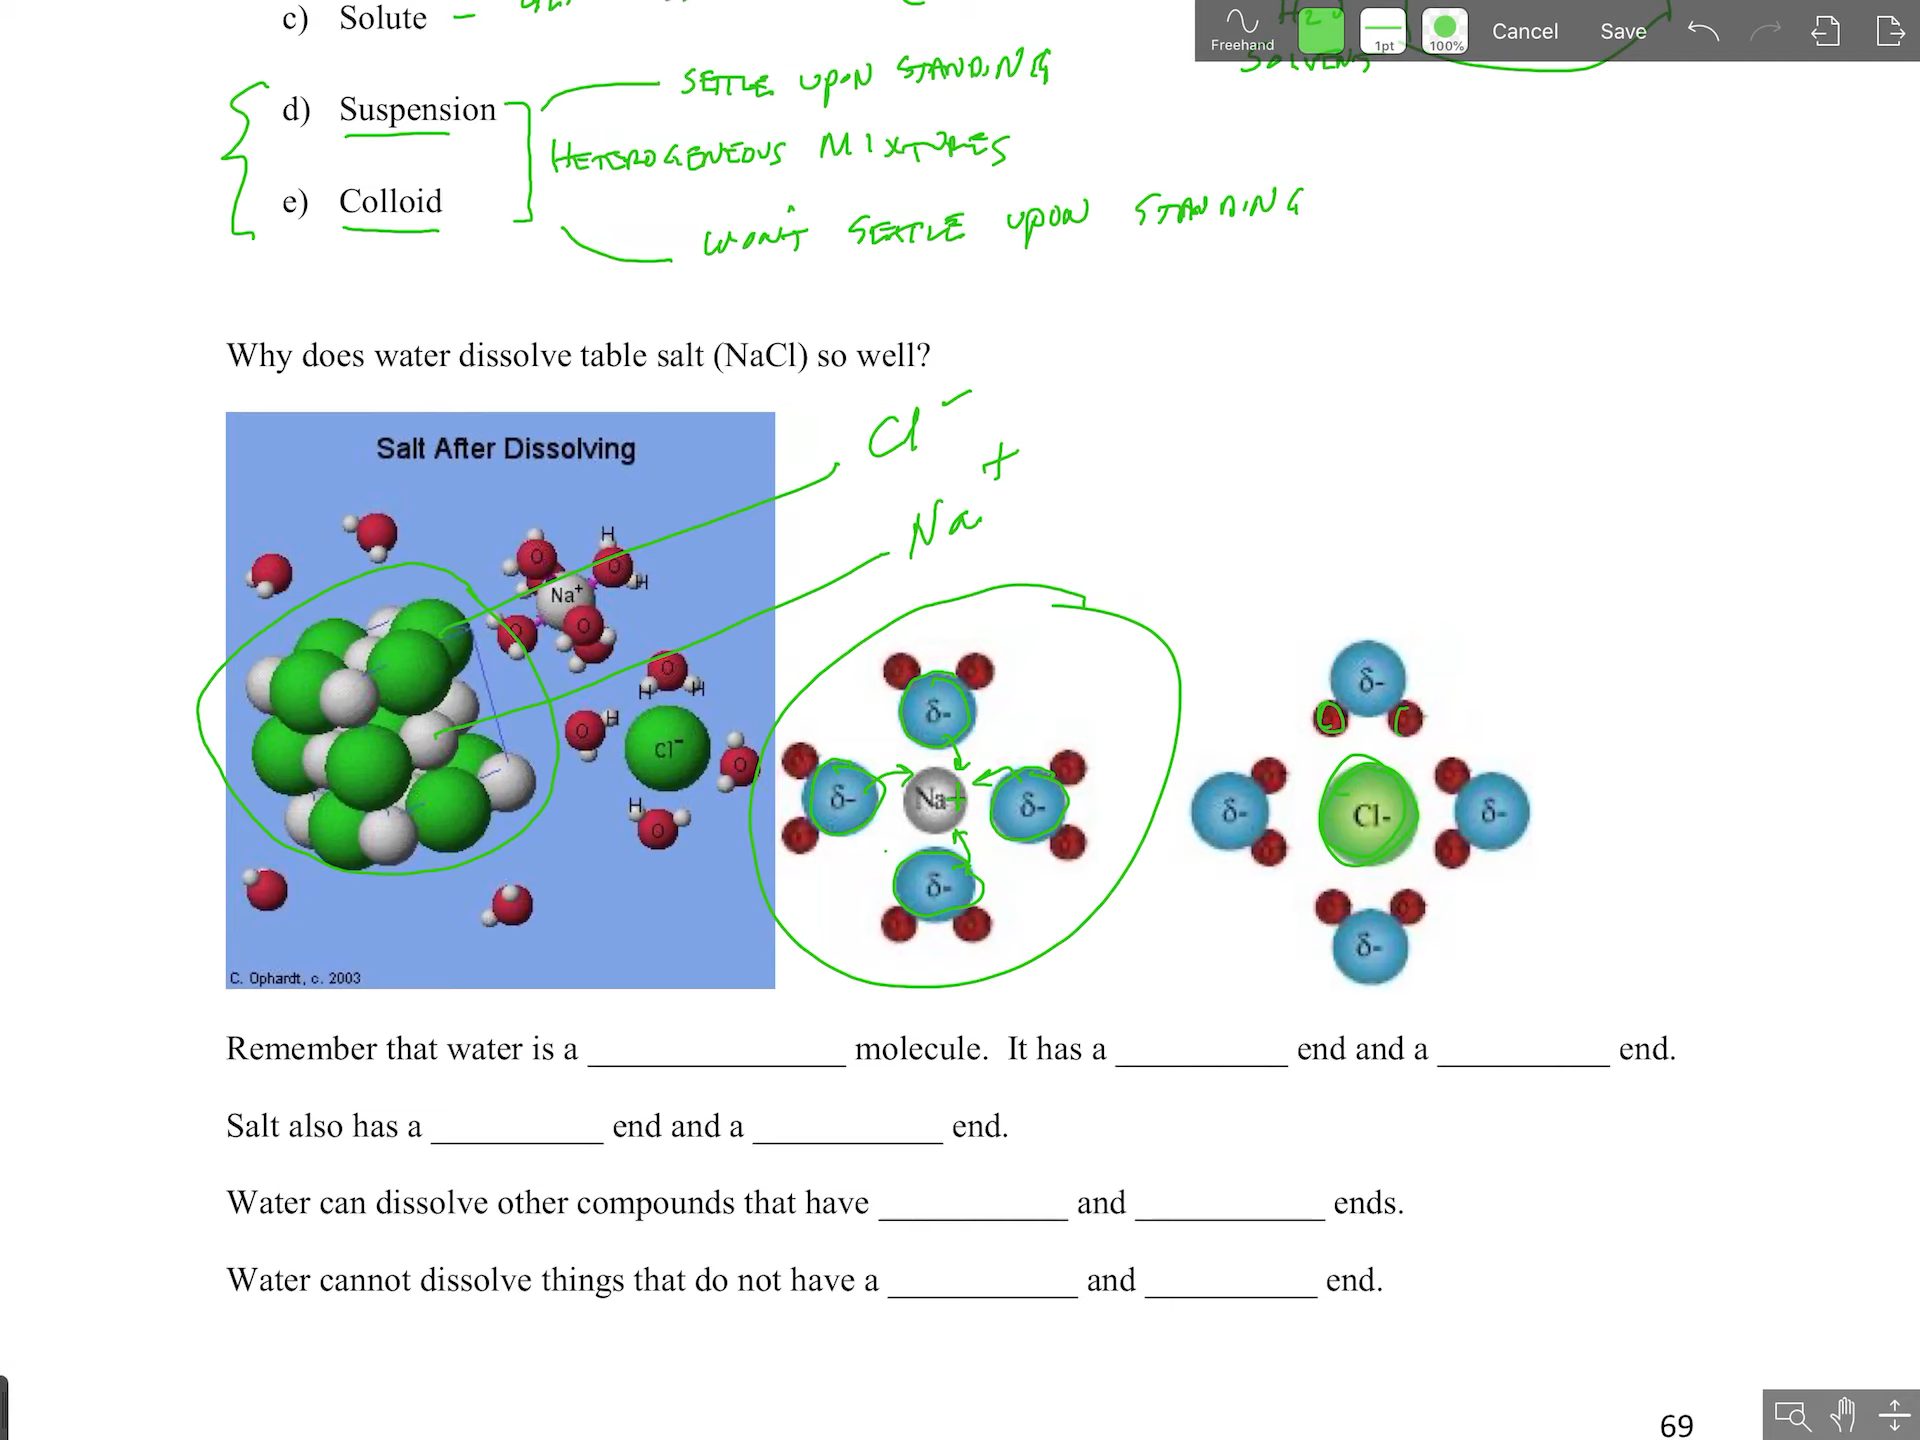 c) Solute –
Freehand 1pt 100% Cancel Save
H2O
SOLVENT
SETTLE UPON STANDING
d) Suspension
HETEROGENEOUS MIXTURES
e) Colloid
WON'T SETTLE UPON STANDING
Why does water dissolve table salt (NaCl) so well?
Cl -
Na +
Salt After Dissolving
H
O O H
Na+
O O
O
H H
O H
Cl-
O
H
O
C. Ophardt, c. 2003
δ-
δ- Na+ δ-
δ-
δ-
δ- Cl- δ-
δ-
Remember that water is a _______________ molecule. It has a __________ end and a __________ end.
Salt also has a __________ end and a ___________ end.
Water can dissolve other compounds that have ___________ and ___________ ends.
Water cannot dissolve things that do not have a ___________ and __________ end.
69